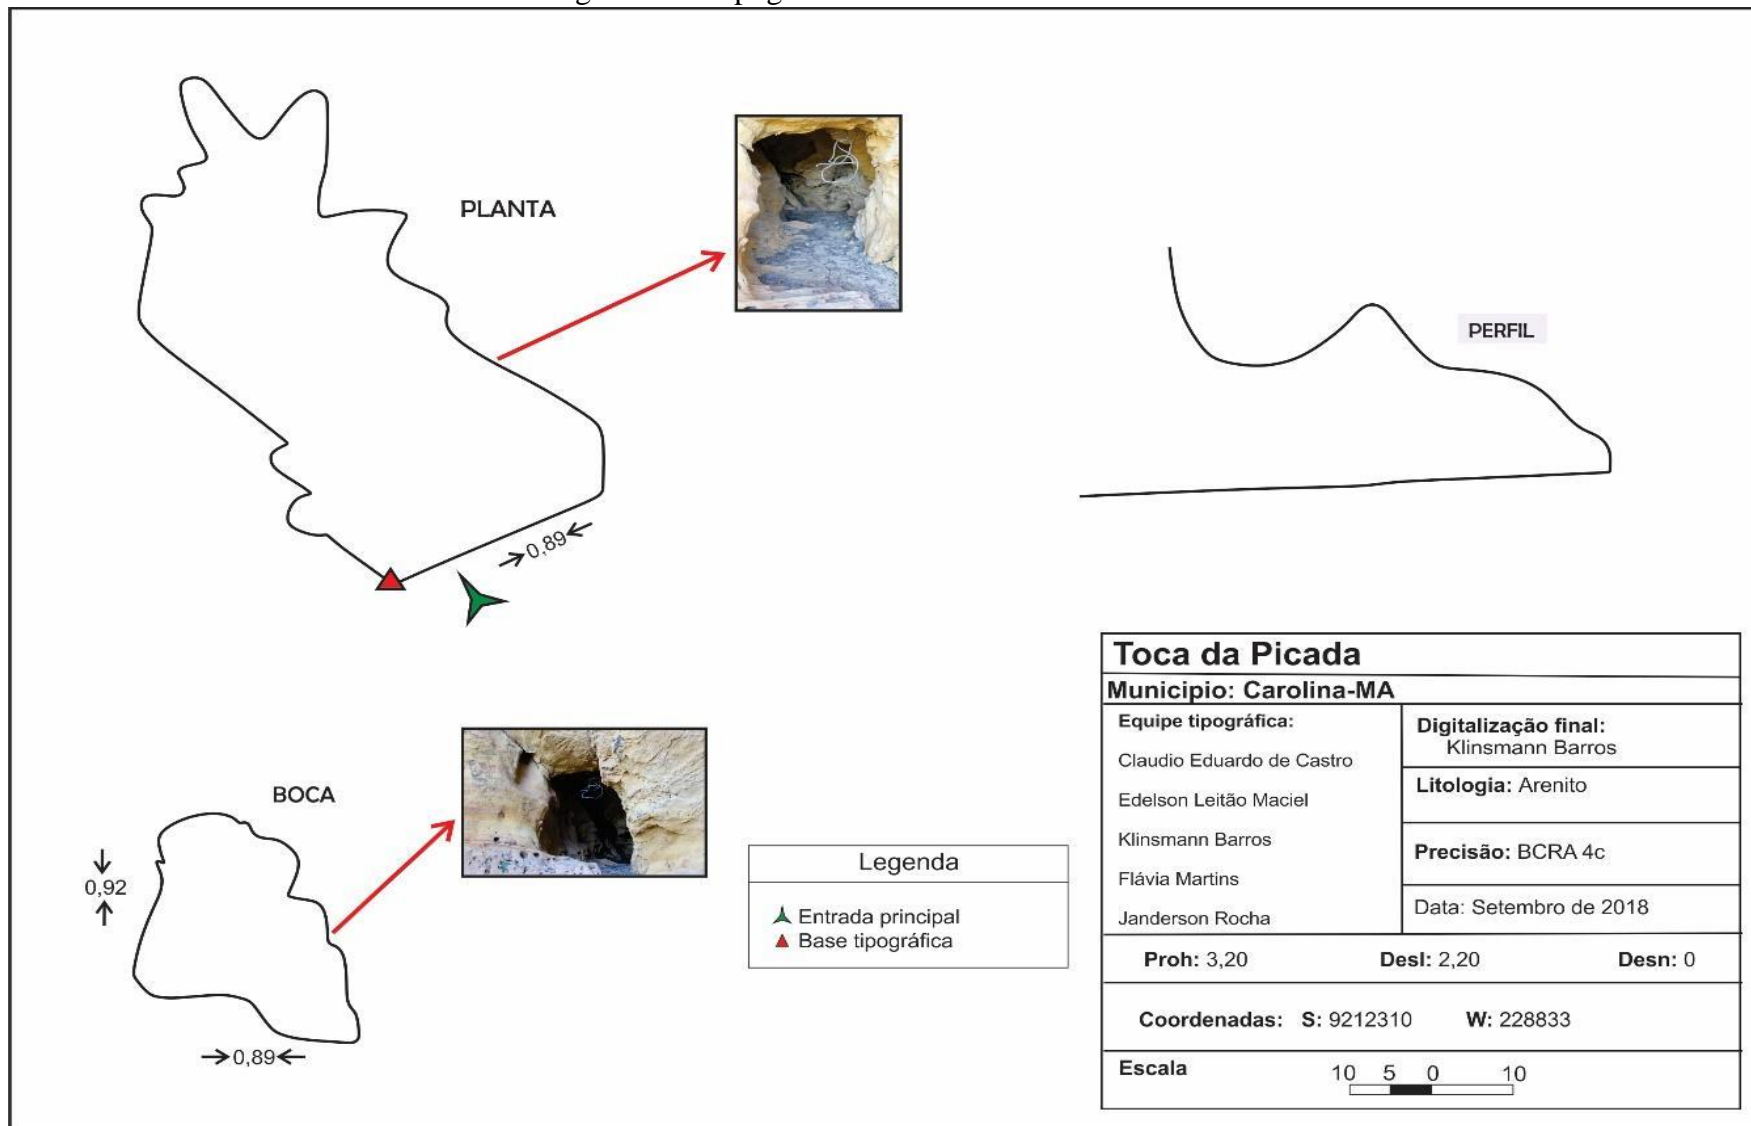 PLANTA
0,89
PERFIL
BOCA
0,92
0,89
Legenda
Entrada principal
Base tipográfica
Toca da Picada
Municipio: Carolina-MA
Equipe tipográfica:
Claudio Eduardo de Castro
Edelson Leitão Maciel
Klinsmann Barros
Flávia Martins
Janderson Rocha
Digitalização final:
Klinsmann Barros
Litologia: Arenito
Precisão: BCRA 4c
Data: Setembro de 2018
Proh: 3,20 Desl: 2,20 Desn: 0
Coordenadas: S: 9212310 W: 228833
Escala 10 5 0 10